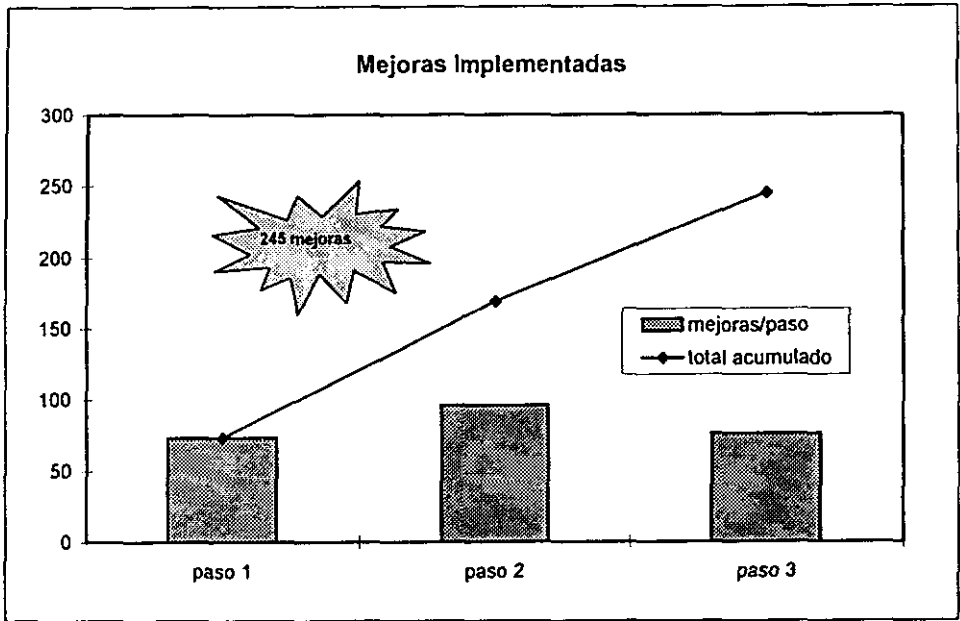 Mejoras Implementadas
300
250
200
150
100
50
0
245 mejoras
mejoras/paso
total acumulado
paso 1
paso 2
paso 3